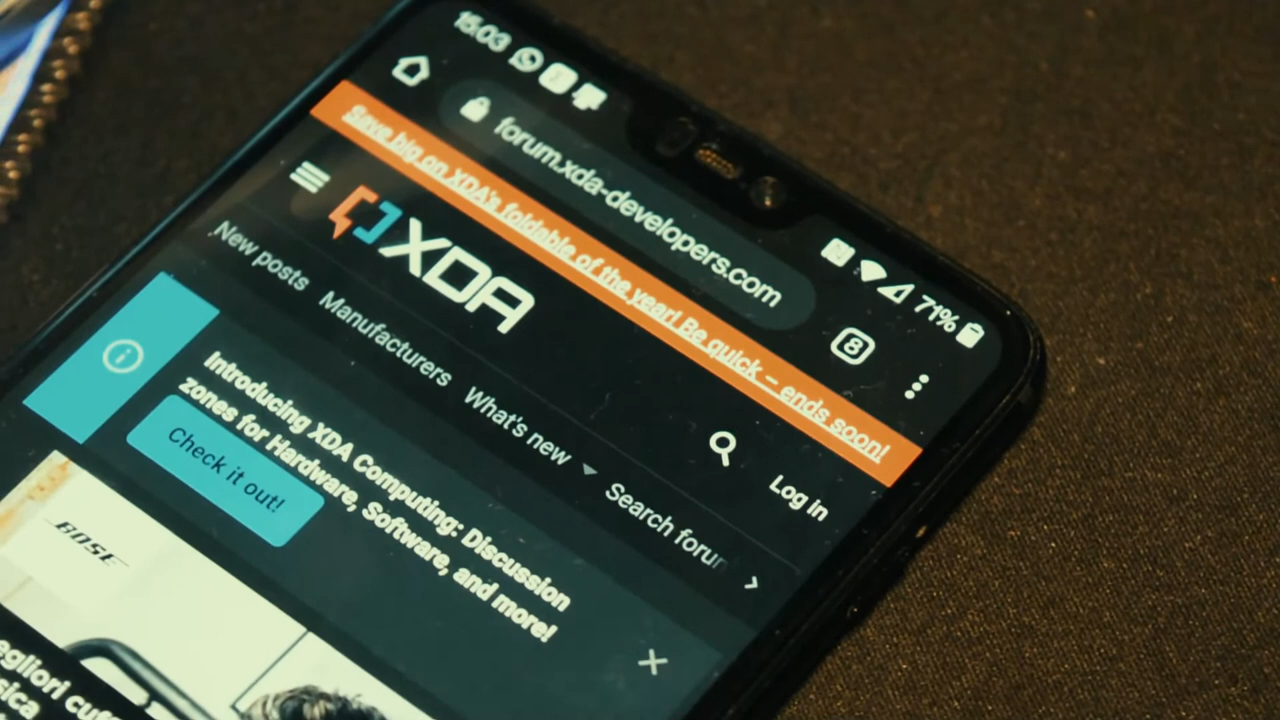 15:03
71%
forum.xda-developers.com
8
Save big on XDA's foldable of the year! Be quick – ends soon!
XDA
Log in
New posts Manufacturers What's new Search forum
Introducing XDA Computing: Discussion
zones for Hardware, Software, and more!
Check it out!
BOSE